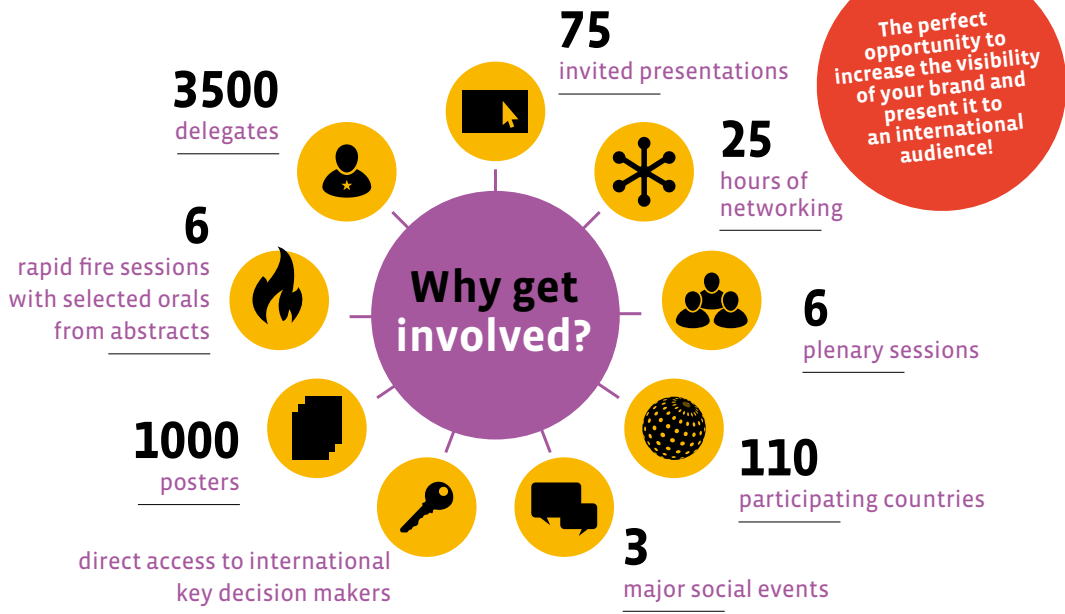 75
invited presentations
The perfect
opportunity to
increase the visibility
of your brand and
present it to
an international
audience!
3500
delegates
25
hours of
networking
6
rapid fire sessions
with selected orals
from abstracts
Why get
involved?
6
plenary sessions
1000
posters
110
participating countries
direct access to international
key decision makers
3
major social events